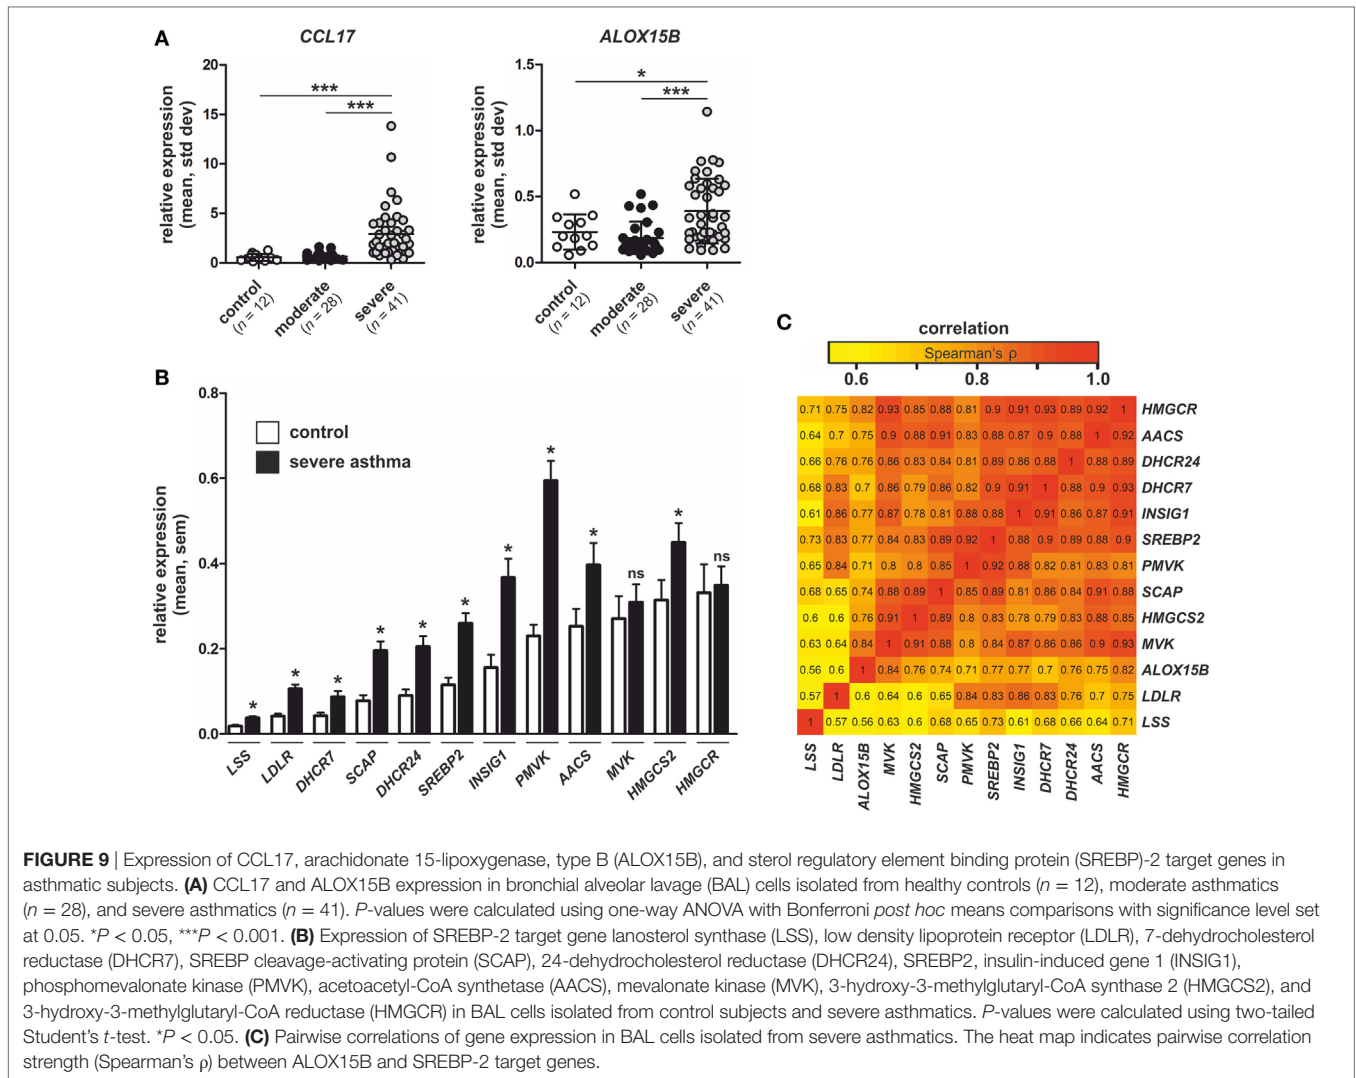 A
CCL17
relative expression
(mean, std dev)
20
15
10
5
0
***
***
control
(n = 12)
moderate
(n = 28)
severe
(n = 41)
ALOX15B
relative expression
(mean, std dev)
1.5
1.0
0.5
0.0
*
***
control
(n = 12)
moderate
(n = 28)
severe
(n = 41)
B
relative expression
(mean, sem)
0.8
0.6
0.4
0.2
0.0
control
severe asthma
* * * * * * * * * ns * ns
LSS LDLR DHCR7 SCAP DHCR24 SREBP2 INSIG1 PMVK AACS MVK HMGCS2 HMGCR
C
correlation
Spearman's ρ
0.6 0.8 1.0
0.71 0.75 0.82 0.93 0.85 0.88 0.81 0.9 0.91 0.93 0.89 0.92 1 HMGCR
0.64 0.7 0.75 0.9 0.88 0.91 0.83 0.88 0.87 0.9 0.88 1 0.92 AACS
0.66 0.76 0.76 0.86 0.83 0.84 0.81 0.89 0.86 0.88 1 0.88 0.89 DHCR24
0.68 0.83 0.7 0.86 0.79 0.86 0.82 0.9 0.91 1 0.88 0.9 0.93 DHCR7
0.61 0.86 0.77 0.87 0.78 0.81 0.88 0.88 1 0.91 0.86 0.87 0.91 INSIG1
0.73 0.83 0.77 0.84 0.83 0.89 0.92 1 0.88 0.9 0.89 0.88 0.9 SREBP2
0.65 0.84 0.71 0.8 0.8 0.85 1 0.92 0.88 0.82 0.81 0.83 0.81 PMVK
0.68 0.65 0.74 0.88 0.89 1 0.85 0.89 0.81 0.86 0.84 0.91 0.88 SCAP
0.6 0.6 0.76 0.91 1 0.89 0.8 0.83 0.78 0.79 0.83 0.88 0.85 HMGCS2
0.63 0.64 0.84 1 0.91 0.88 0.8 0.84 0.87 0.86 0.86 0.9 0.93 MVK
0.56 0.6 1 0.84 0.76 0.74 0.71 0.77 0.77 0.7 0.76 0.75 0.82 ALOX15B
0.57 1 0.6 0.64 0.6 0.65 0.84 0.83 0.86 0.83 0.76 0.7 0.75 LDLR
1 0.57 0.56 0.63 0.6 0.68 0.65 0.73 0.61 0.68 0.66 0.64 0.71 LSS
LSS LDLR ALOX15B MVK HMGCS2 SCAP PMVK SREBP2 INSIG1 DHCR7 DHCR24 AACS HMGCR
FIGURE 9 | Expression of CCL17, arachidonate 15-lipoxygenase, type B (ALOX15B), and sterol regulatory element binding protein (SREBP)-2 target genes in
asthmatic subjects. (A) CCL17 and ALOX15B expression in bronchial alveolar lavage (BAL) cells isolated from healthy controls (n = 12), moderate asthmatics
(n = 28), and severe asthmatics (n = 41). P-values were calculated using one-way ANOVA with Bonferroni post hoc means comparisons with significance level set
at 0.05. *P < 0.05, ***P < 0.001. (B) Expression of SREBP-2 target gene lanosterol synthase (LSS), low density lipoprotein receptor (LDLR), 7-dehydrocholesterol
reductase (DHCR7), SREBP cleavage-activating protein (SCAP), 24-dehydrocholesterol reductase (DHCR24), SREBP2, insulin-induced gene 1 (INSIG1),
phosphomevalonate kinase (PMVK), acetoacetyl-CoA synthetase (AACS), mevalonate kinase (MVK), 3-hydroxy-3-methylglutaryl-CoA synthase 2 (HMGCS2), and
3-hydroxy-3-methylglutaryl-CoA reductase (HMGCR) in BAL cells isolated from control subjects and severe asthmatics. P-values were calculated using two-tailed
Student's t-test. *P < 0.05. (C) Pairwise correlations of gene expression in BAL cells isolated from severe asthmatics. The heat map indicates pairwise correlation
strength (Spearman's ρ) between ALOX15B and SREBP-2 target genes.